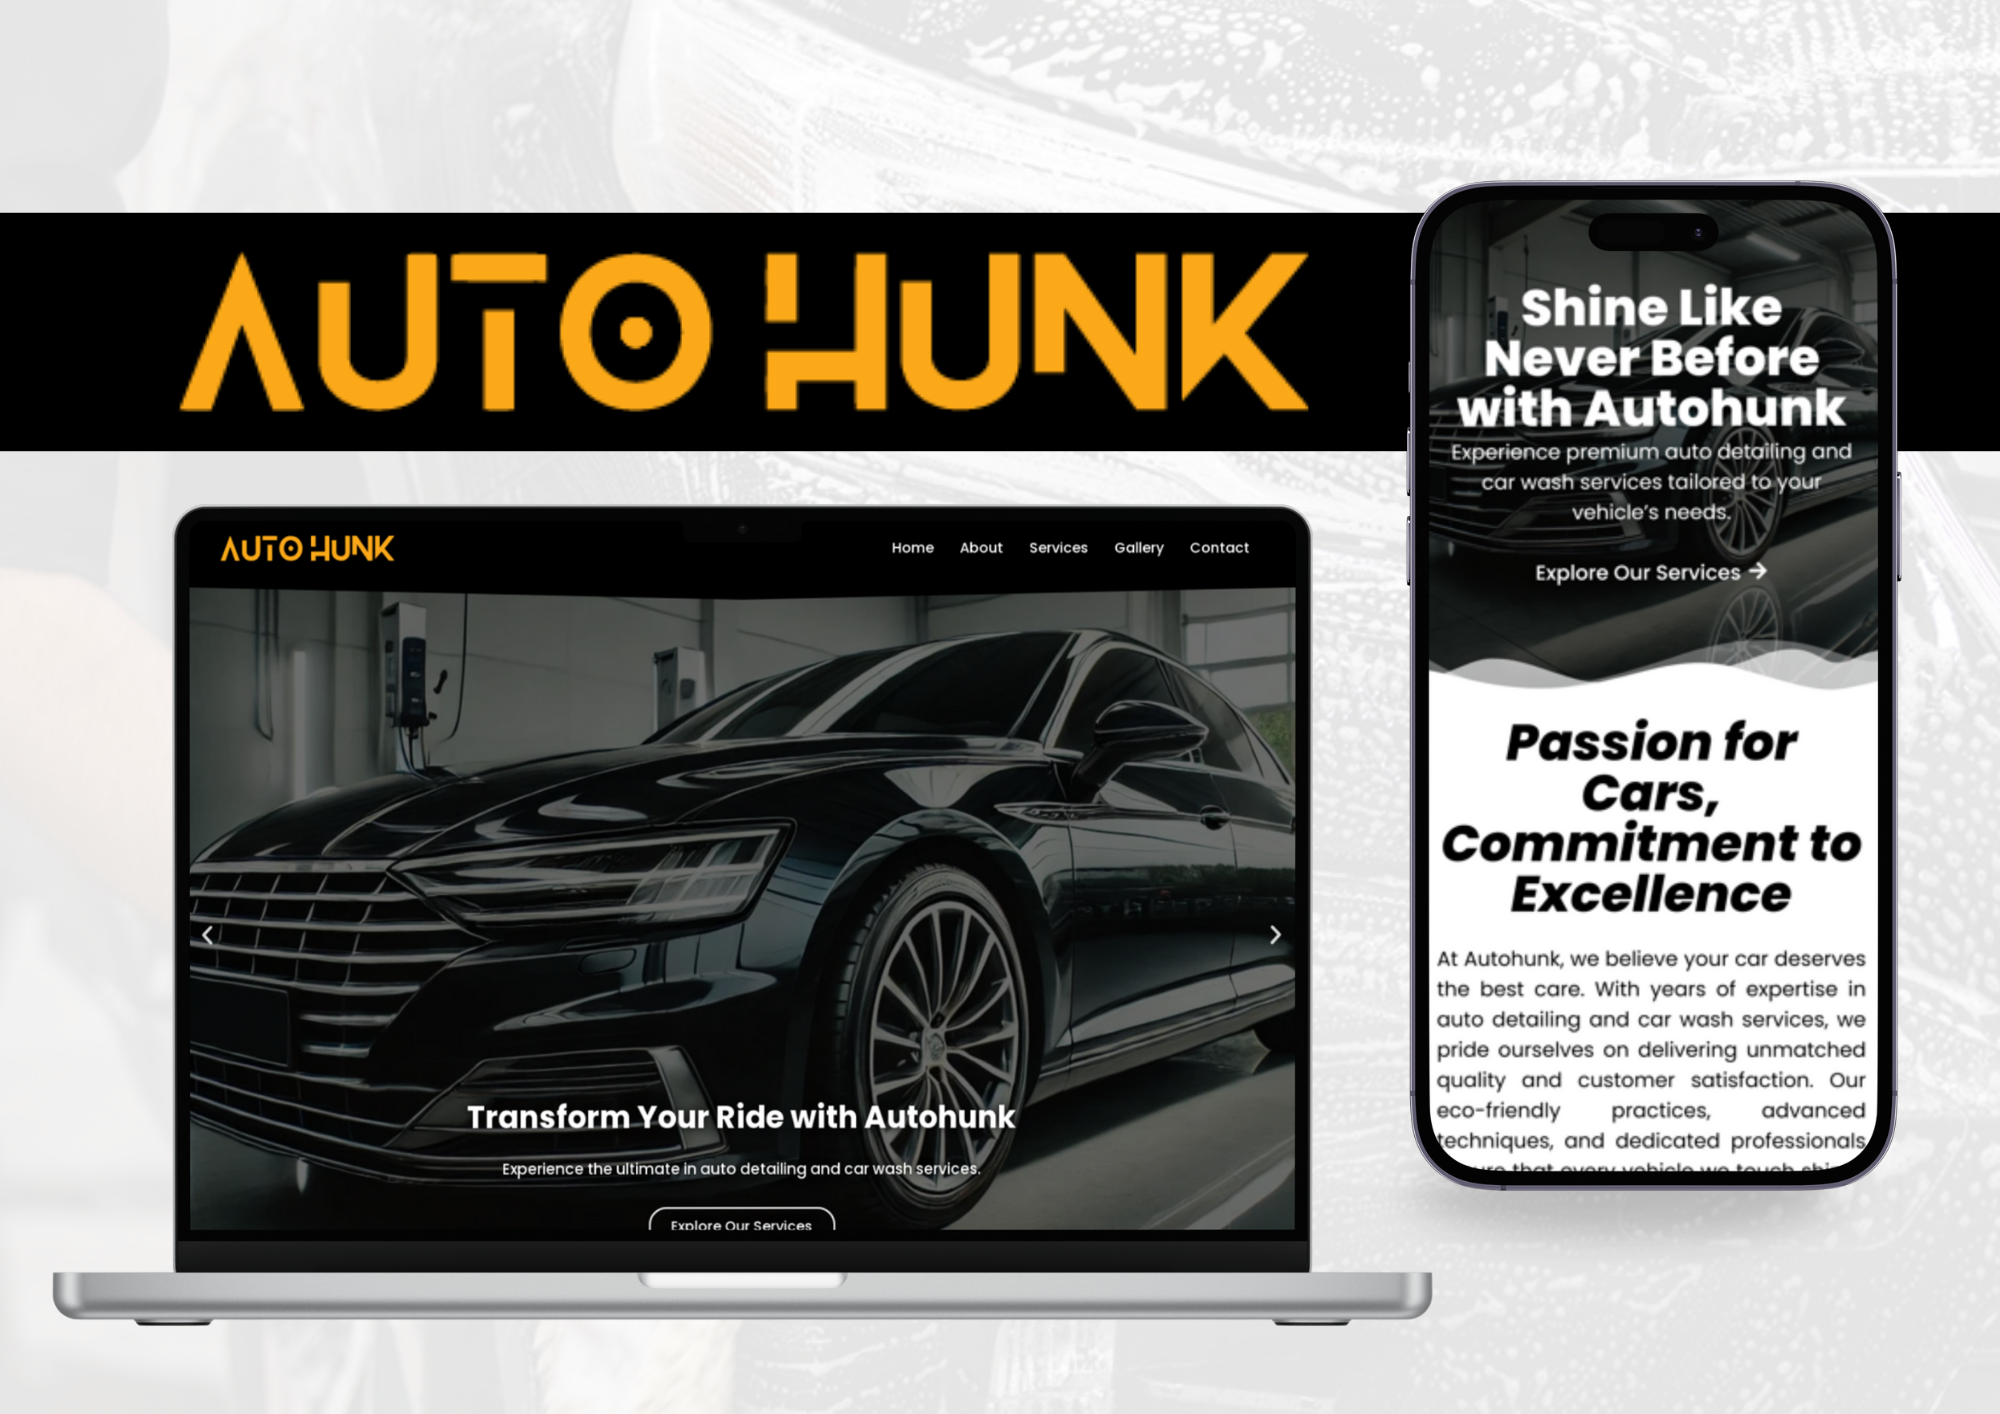 AUTO HUNK
AUTO HUNK
Home About Services Gallery Contact
Transform Your Ride with Autohunk
Experience the ultimate in auto detailing and car wash services.
Explore Our Services
Shine Like
Never Before
with Autohunk
Experience premium auto detailing and
car wash services tailored to your
vehicle's needs.
Explore Our Services →
Passion for
Cars,
Commitment to
Excellence
At Autohunk, we believe your car deserves
the best care. With years of expertise in
auto detailing and car wash services, we
pride ourselves on delivering unmatched
quality and customer satisfaction. Our
eco-friendly practices, advanced
techniques, and dedicated professionals
that every vehicle we touch